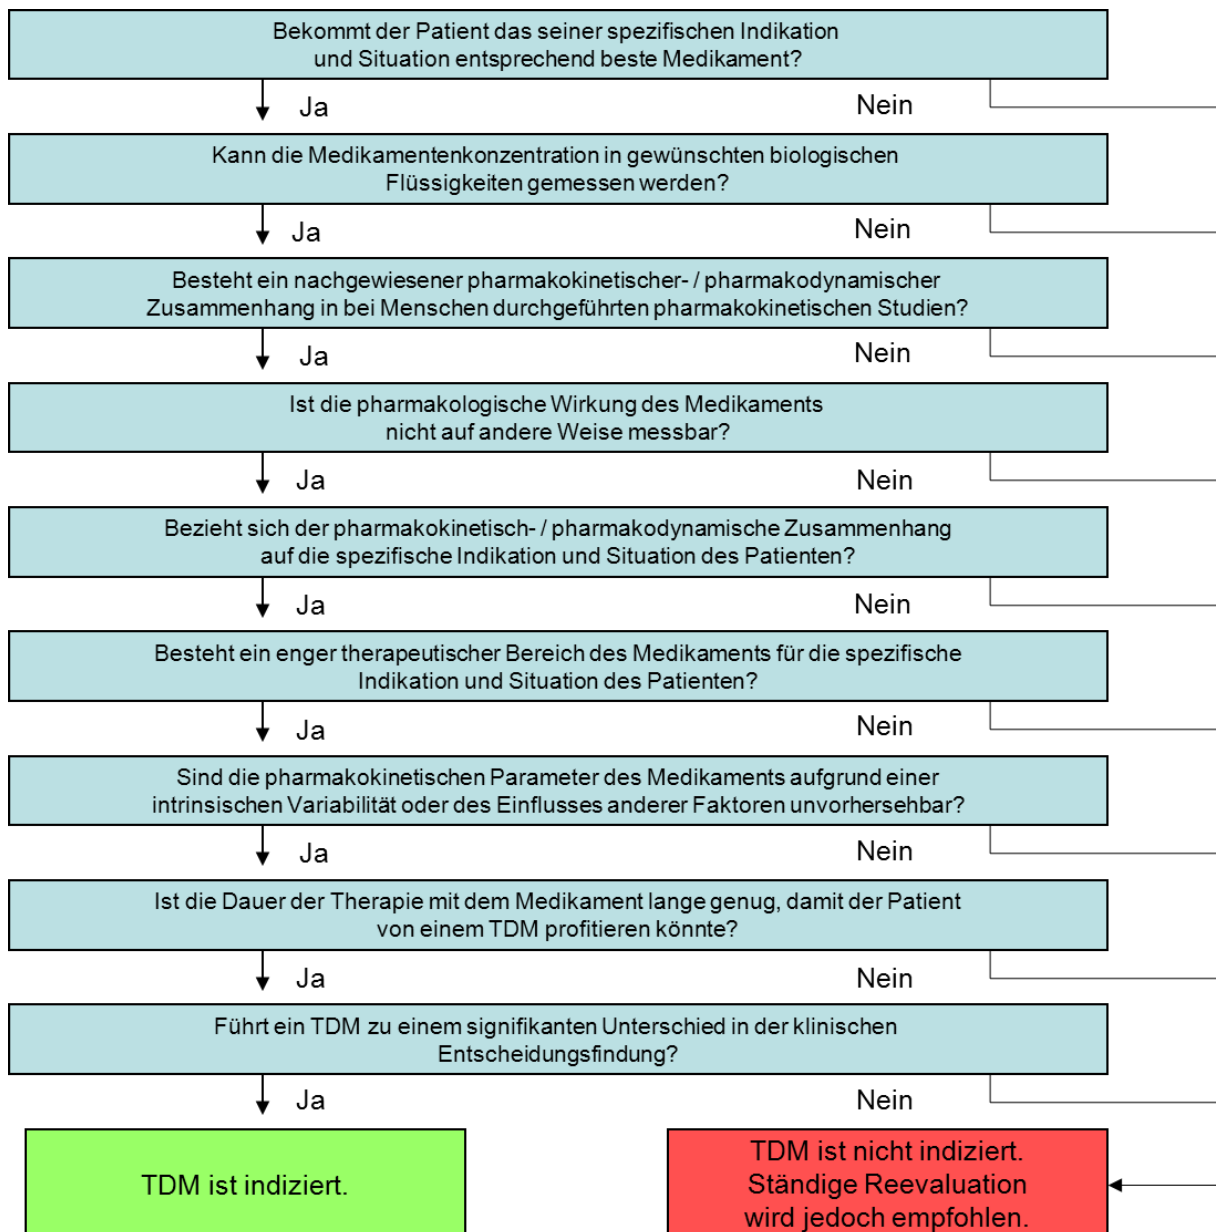 Bekommt der Patient das seiner spezifischen Indikation
und Situation entsprechend beste Medikament?
Ja
Nein
Kann die Medikamentenkonzentration in gewünschten biologischen
Flüssigkeiten gemessen werden?
Ja
Nein
Besteht ein nachgewiesener pharmakokinetischer- / pharmakodynamischer
Zusammenhang in bei Menschen durchgeführten pharmakokinetischen Studien?
Ja
Nein
Ist die pharmakologische Wirkung des Medikaments
nicht auf andere Weise messbar?
Ja
Nein
Bezieht sich der pharmakokinetisch- / pharmakodynamische Zusammenhang
auf die spezifische Indikation und Situation des Patienten?
Ja
Nein
Besteht ein enger therapeutischer Bereich des Medikaments für die spezifische
Indikation und Situation des Patienten?
Ja
Nein
Sind die pharmakokinetischen Parameter des Medikaments aufgrund einer
intrinsischen Variabilität oder des Einflusses anderer Faktoren unvorhersehbar?
Ja
Nein
Ist die Dauer der Therapie mit dem Medikament lange genug, damit der Patient
von einem TDM profitieren könnte?
Ja
Nein
Führt ein TDM zu einem signifikanten Unterschied in der klinischen
Entscheidungsfindung?
Ja
Nein
TDM ist indiziert.
TDM ist nicht indiziert.
Ständige Reevaluation
wird jedoch empfohlen.